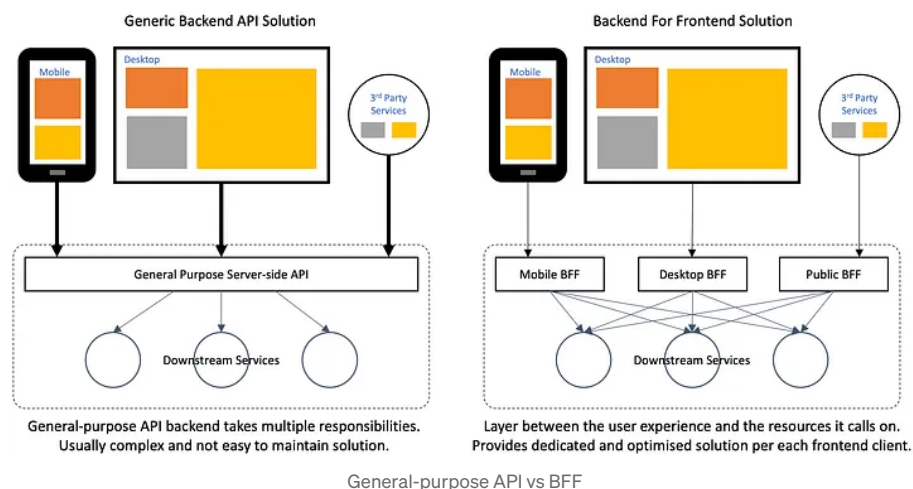 Generic Backend API Solution
Mobile
Desktop
3rd Party
Services
General Purpose Server-side API
Downstream Services
General-purpose API backend takes multiple responsibilities.
Usually complex and not easy to maintain solution.
Backend For Frontend Solution
Mobile
Desktop
3rd Party
Services
Mobile BFF
Desktop BFF
Public BFF
Downstream Services
Layer between the user experience and the resources it calls on.
Provides dedicated and optimised solution per each frontend client.
General-purpose API vs BFF